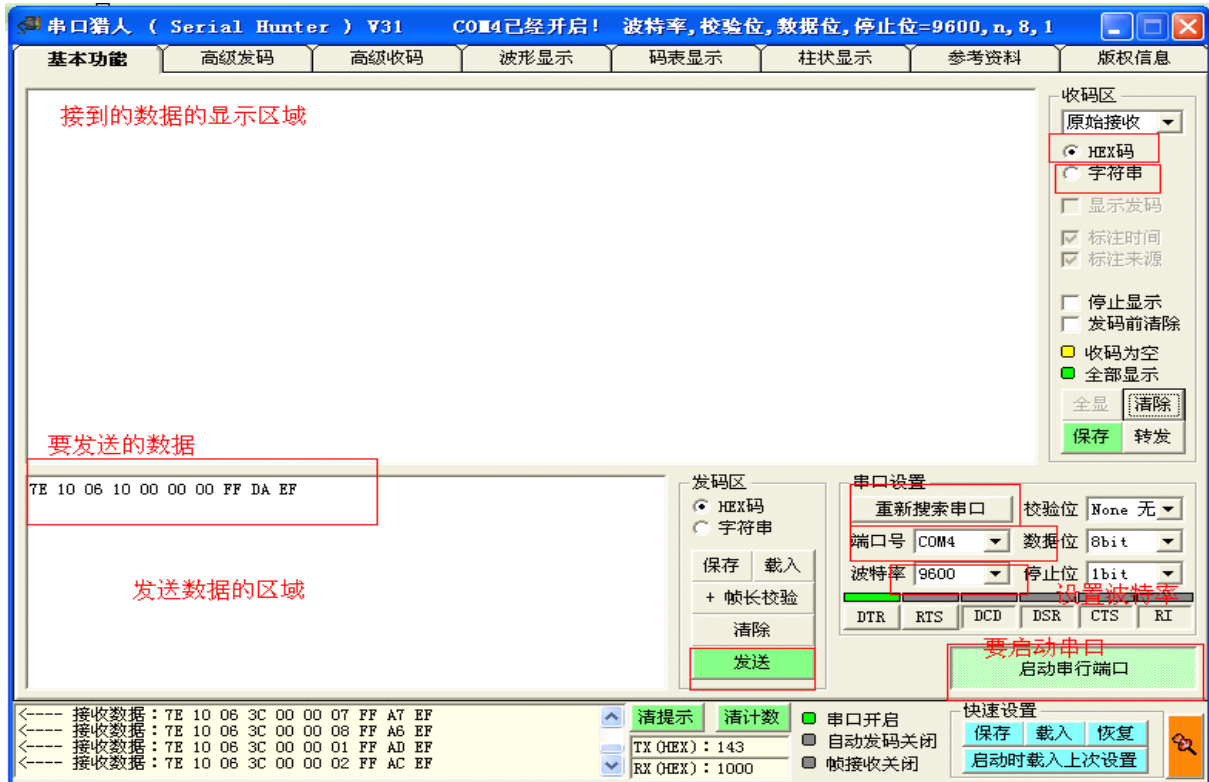 串口猎人 ( Serial Hunter ) V31 COM4已经开启! 波特率,校验位,数据位,停止位=9600,n,8,1
基本功能 高级发码 高级收码 波形显示 码表显示 柱状显示 参考资料 版权信息
接到的数据的显示区域
收码区
原始接收
HEX码
字符串
显示发码
标注时间
标注来源
停止显示
发码前清除
收码为空
全部显示
全显 清除
保存 转发
要发送的数据
7E 10 06 10 00 00 00 FF DA EF
发送数据的区域
发码区
HEX码
字符串
保存 载入
+ 帧长校验
清除
发送
串口设置
重新搜索串口 校验位 None 无
端口号 COM4 数据位 8bit
波特率 9600 停止位 1bit
设置波特率
DTR RTS DCD DSR CTS RI
要启动串口
启动串行端口
<---- 接收数据:7E 10 06 3C 00 00 07 FF A7 EF
<---- 接收数据:7E 10 06 3C 00 00 08 FF A6 EF
<---- 接收数据:7E 10 06 3C 00 00 01 FF AD EF
<---- 接收数据:7E 10 06 3C 00 00 02 FF AC EF
清提示 清计数
TX(HEX):143
RX(HEX):1000
串口开启
自动发码关闭
帧接收关闭
快速设置
保存 载入 恢复
启动时载入上次设置